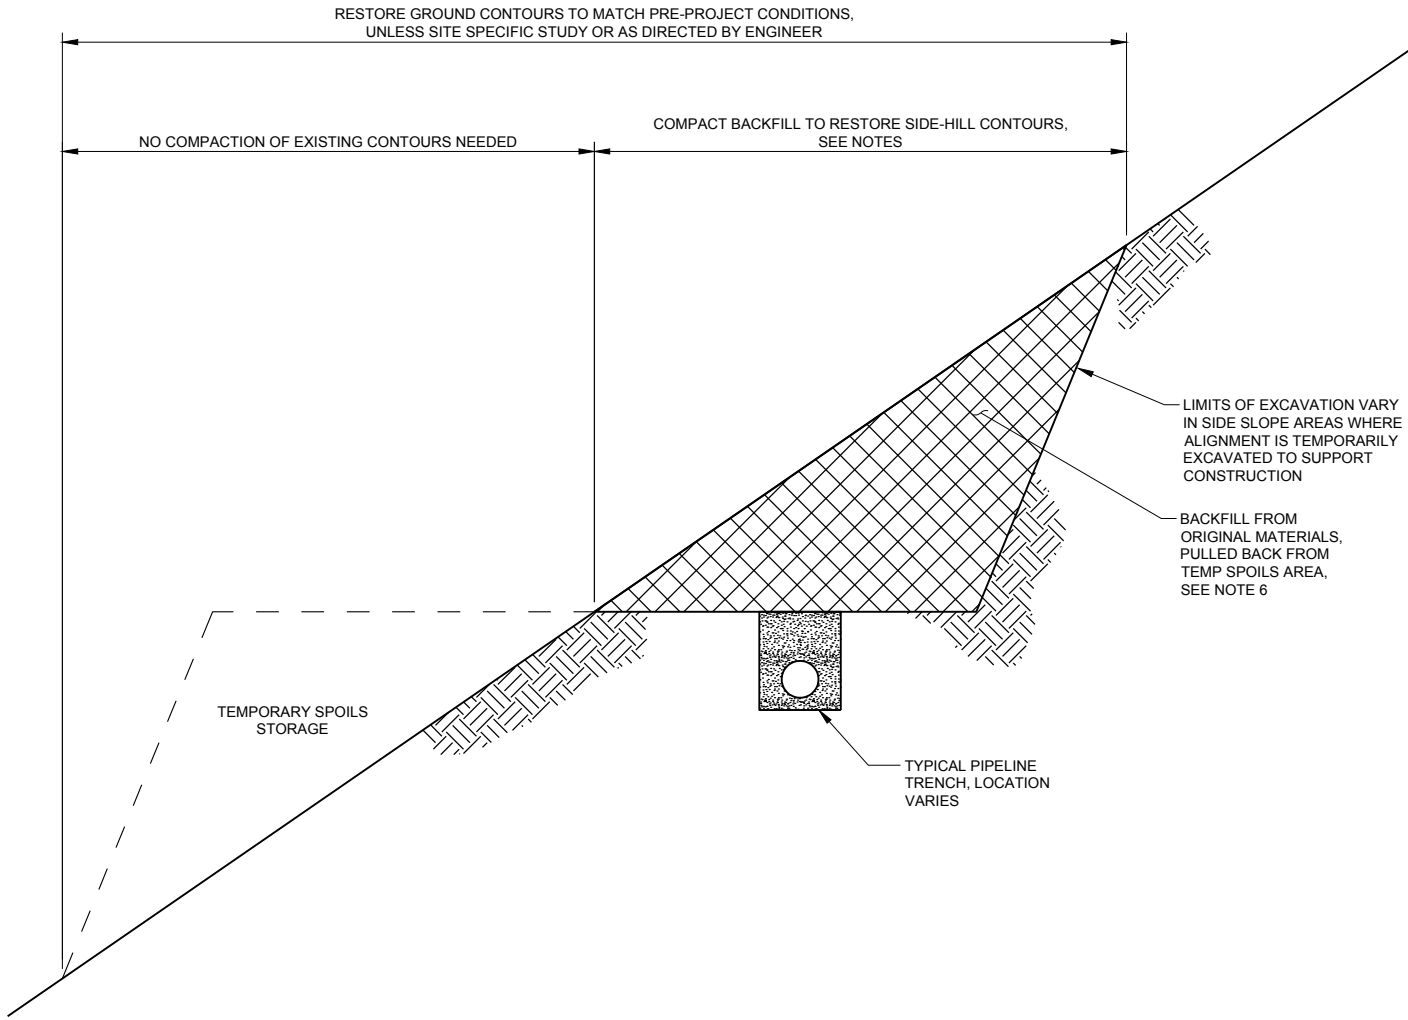 RESTORE GROUND CONTOURS TO MATCH PRE-PROJECT CONDITIONS,
UNLESS SITE SPECIFIC STUDY OR AS DIRECTED BY ENGINEER
NO COMPACTION OF EXISTING CONTOURS NEEDED
COMPACT BACKFILL TO RESTORE SIDE-HILL CONTOURS,
SEE NOTES
LIMITS OF EXCAVATION VARY
IN SIDE SLOPE AREAS WHERE
ALIGNMENT IS TEMPORARILY
EXCAVATED TO SUPPORT
CONSTRUCTION
BACKFILL FROM
ORIGINAL MATERIALS,
PULLED BACK FROM
TEMP SPOILS AREA,
SEE NOTE 6
TEMPORARY SPOILS
STORAGE
TYPICAL PIPELINE
TRENCH, LOCATION
VARIES